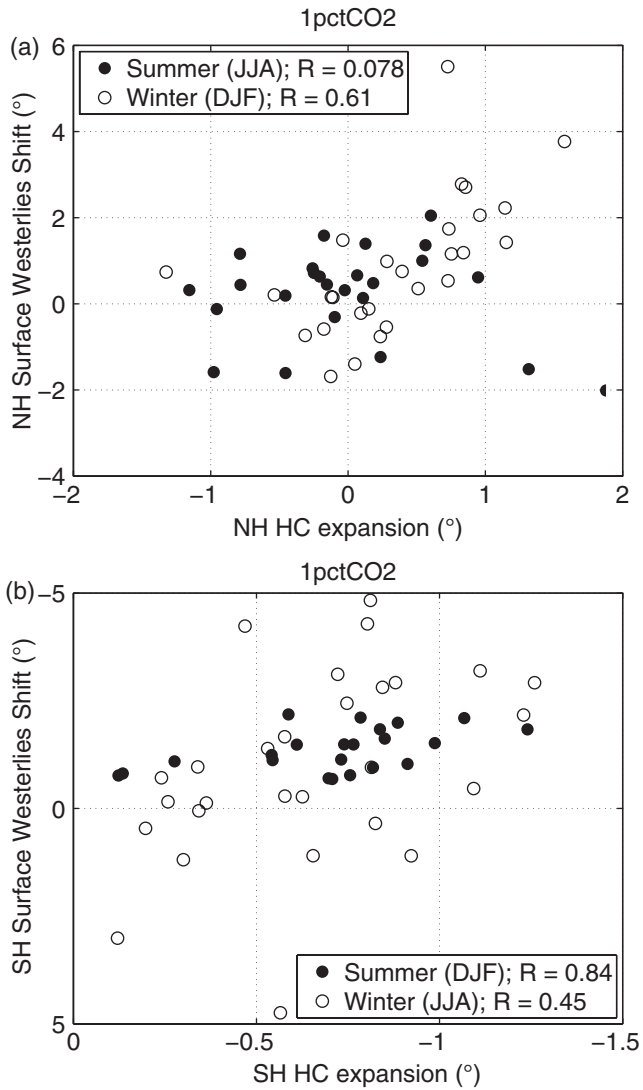 1pctCO2
(a)
6
Summer (JJA); R = 0.078
Winter (DJF); R = 0.61
4
2
0
−2
−4
NH Surface Westerlies Shift (°)
−2
−1
0
1
2
NH HC expansion (°)
1pctCO2
(b)
−5
0
5
SH Surface Westerlies Shift (°)
Summer (DJF); R = 0.84
Winter (JJA); R = 0.45
0
−0.5
−1
−1.5
SH HC expansion (°)